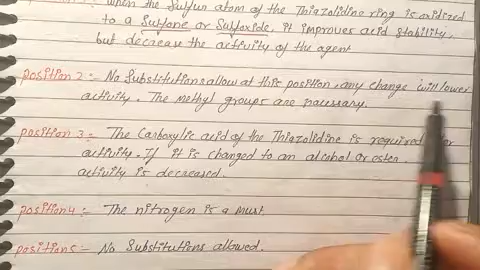 when the Sulfur atom of the Thiazolidine ring is oxidized
to a Sulfone or Sulfoxide, it improves acid stability,
but decrease the activity of the agent
position 2:- No Substitutions allow at this position, any change will lower
activity. The methyl groups are necessary.
position 3:- The Carboxylic acid of the Thiazolidine is required
activity. If it is changed to an alcohol or ester,
activity is decreased.
position 4:- The nitrogen is a must
position 5:- No Substitutions allowed.